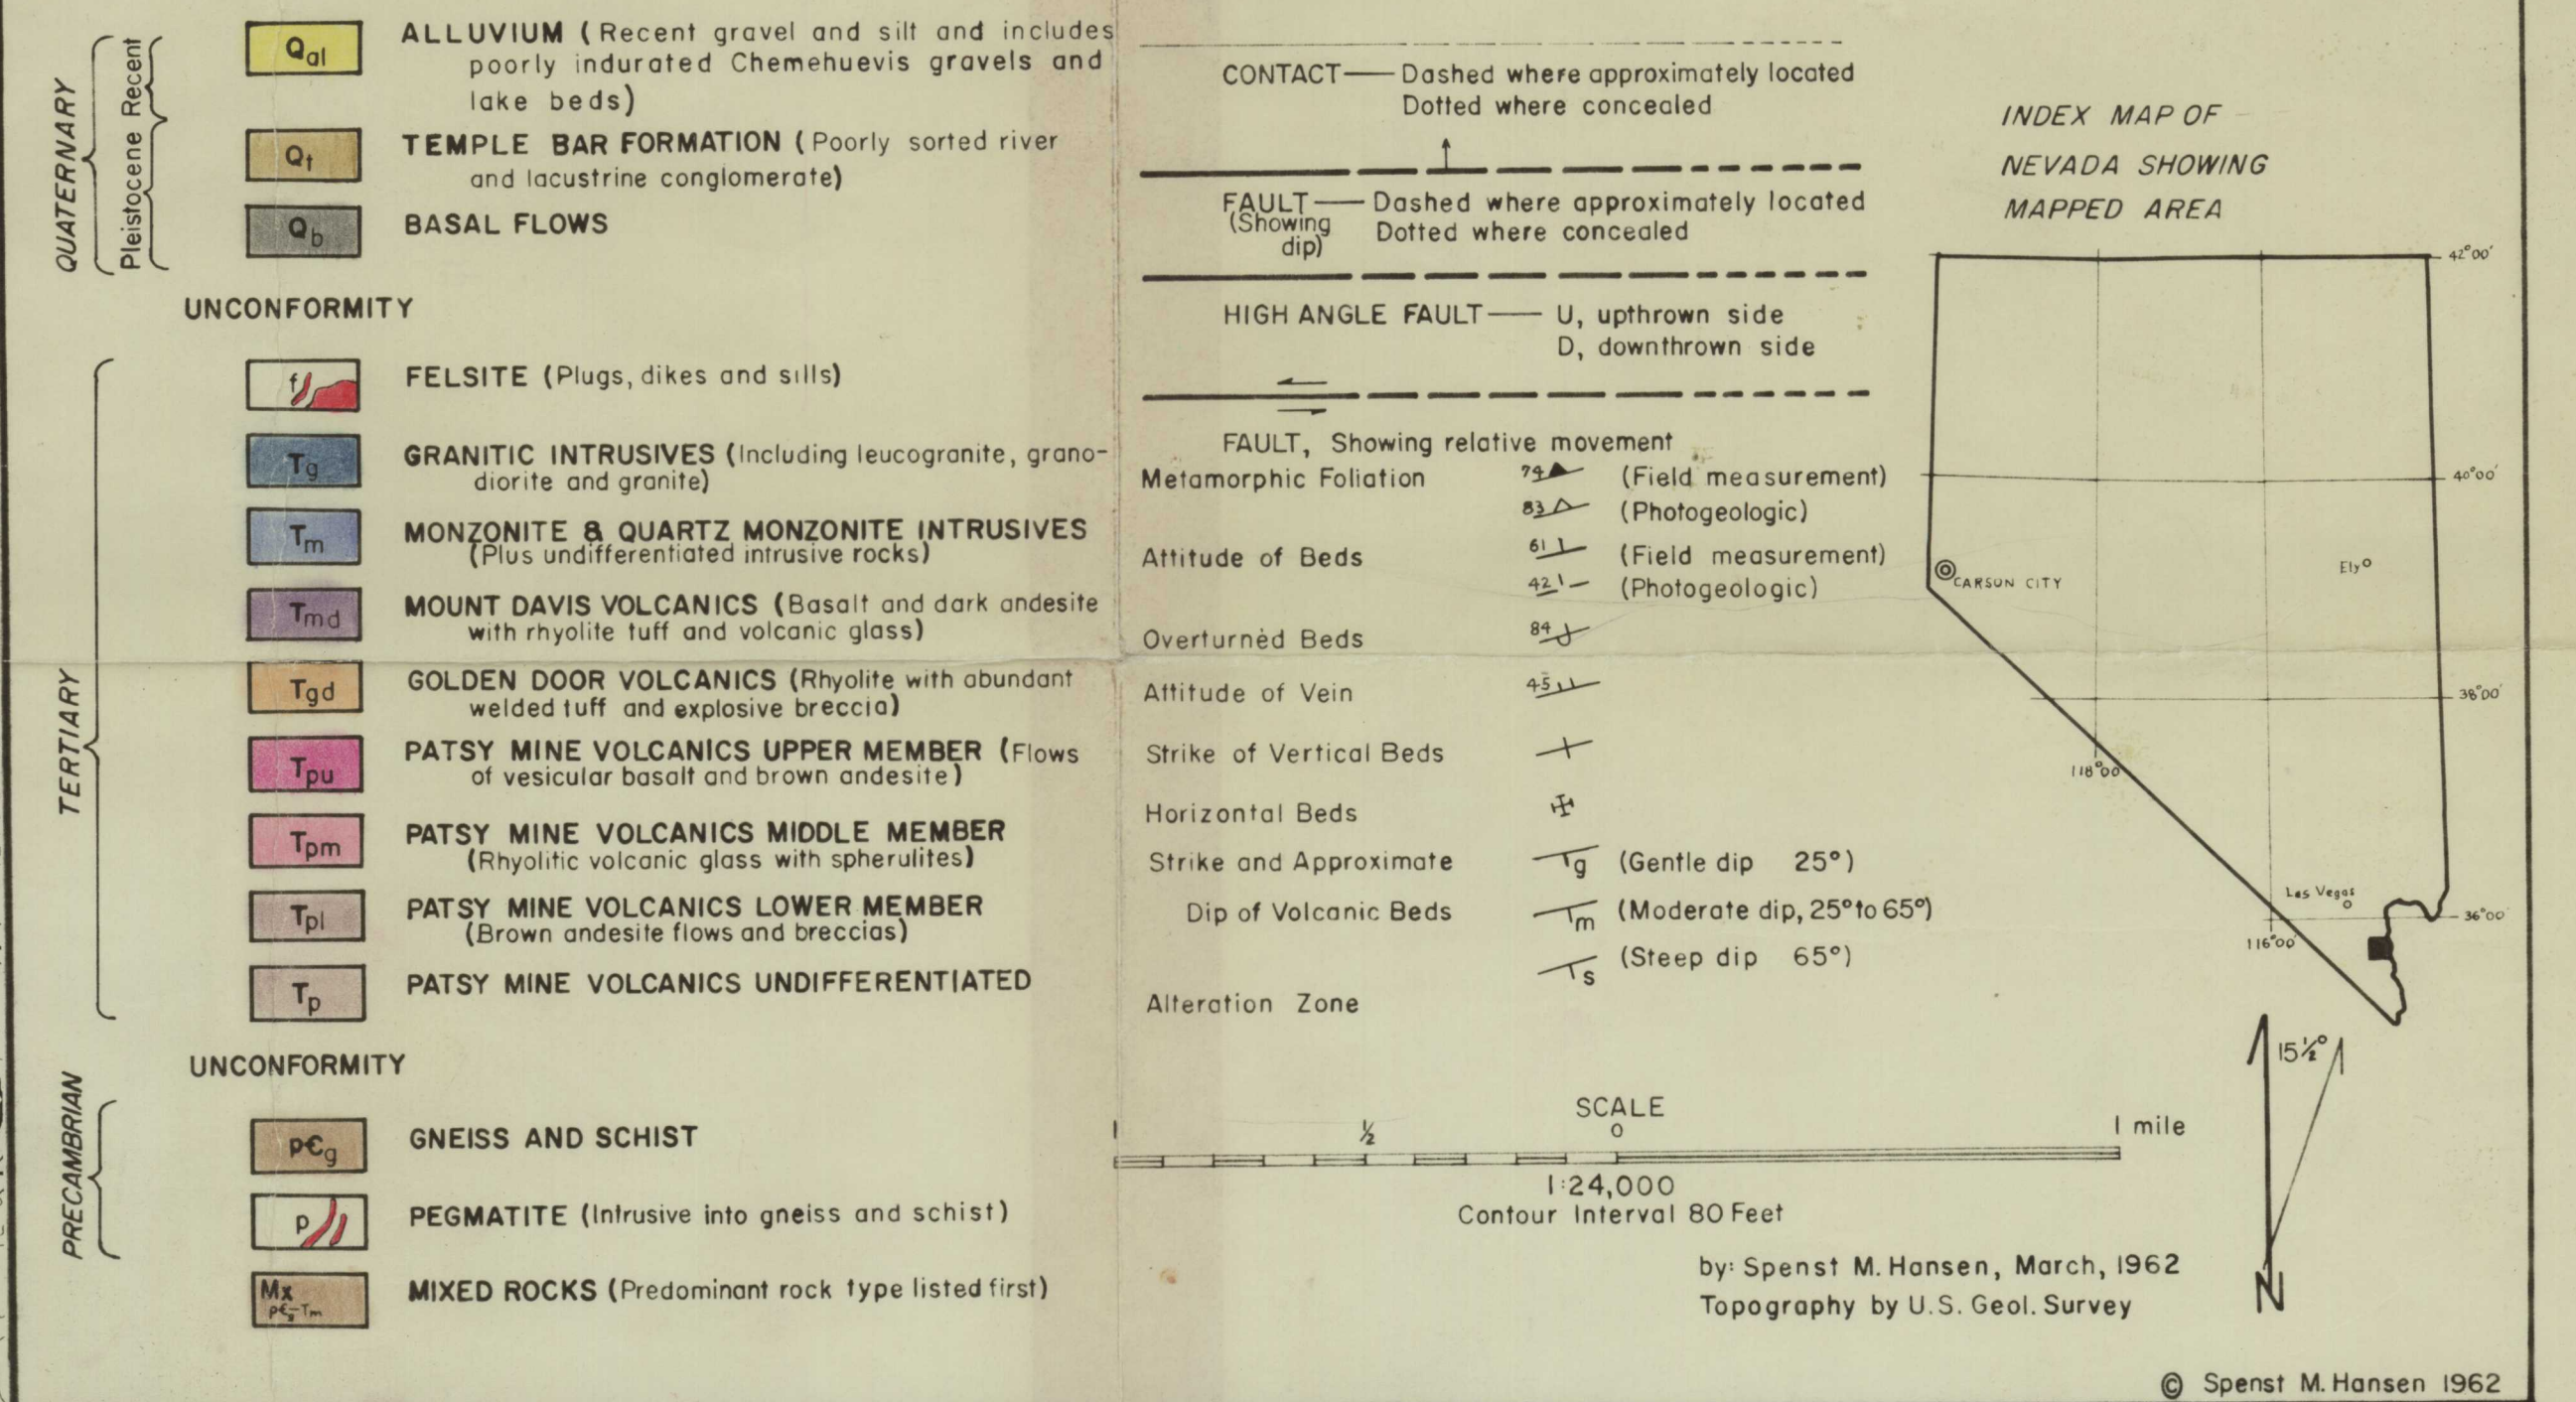 QUATERNARY
Pleistocene Recent
Qal
ALLUVIUM (Recent gravel and silt and includes
poorly indurated Chemehuevis gravels and
lake beds)
Qt
TEMPLE BAR FORMATION (Poorly sorted river
and lacustrine conglomerate)
Qb
BASAL FLOWS
UNCONFORMITY
TERTIARY
f
FELSITE (Plugs, dikes and sills)
Tg
GRANITIC INTRUSIVES (Including leucogranite, grano-
diorite and granite)
Tm
MONZONITE & QUARTZ MONZONITE INTRUSIVES
(Plus undifferentiated intrusive rocks)
Tmd
MOUNT DAVIS VOLCANICS (Basalt and dark andesite
with rhyolite tuff and volcanic glass)
Tgd
GOLDEN DOOR VOLCANICS (Rhyolite with abundant
welded tuff and explosive breccia)
Tpu
PATSY MINE VOLCANICS UPPER MEMBER (Flows
of vesicular basalt and brown andesite)
Tpm
PATSY MINE VOLCANICS MIDDLE MEMBER
(Rhyolitic volcanic glass with spherulites)
Tpl
PATSY MINE VOLCANICS LOWER MEMBER
(Brown andesite flows and breccias)
Tp
PATSY MINE VOLCANICS UNDIFFERENTIATED
UNCONFORMITY
PRECAMBRIAN
p€g
GNEISS AND SCHIST
p
PEGMATITE (Intrusive into gneiss and schist)
Mx
p€g-Tm
MIXED ROCKS (Predominant rock type listed first)
CONTACT — Dashed where approximately located
Dotted where concealed
FAULT — Dashed where approximately located
(Showing Dotted where concealed
dip)
HIGH ANGLE FAULT — U, upthrown side
D, downthrown side
FAULT, Showing relative movement
Metamorphic Foliation 74 (Field measurement)
83 (Photogeologic)
Attitude of Beds 61 (Field measurement)
42 (Photogeologic)
Overturned Beds 84
Attitude of Vein 45
Strike of Vertical Beds
Horizontal Beds
Strike and Approximate g (Gentle dip 25°)
Dip of Volcanic Beds m (Moderate dip, 25° to 65°)
s (Steep dip 65°)
Alteration Zone
SCALE
1 ½ 0 1 mile
1:24,000
Contour Interval 80 Feet
by: Spenst M. Hansen, March, 1962
Topography by U.S. Geol. Survey
INDEX MAP OF
NEVADA SHOWING
MAPPED AREA
42°00'
40°00'
Ely
CARSON CITY
38°00'
118°00'
Las Vegas
36°00'
116°00'
15½°
N
© Spenst M. Hansen 1962